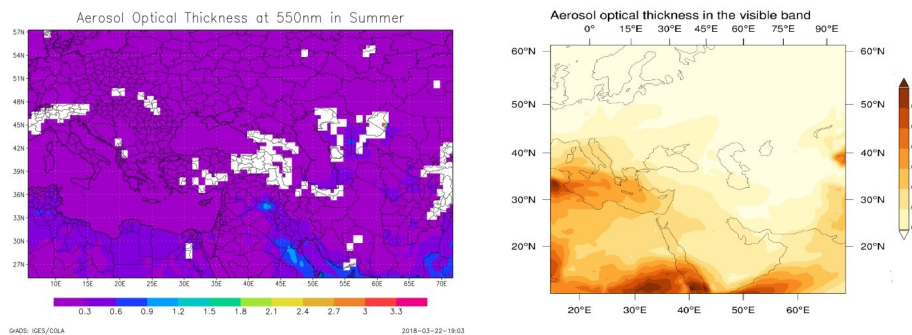 Aerosol Optical Thickness at 550nm in Summer
57N
54N
51N
48N
45N
42N
39N
36N
33N
30N
27N
10E 15E 20E 25E 30E 35E 40E 45E 50E 55E 60E 65E 70E
0.3 0.6 0.9 1.2 1.5 1.8 2.1 2.4 2.7 3 3.3
GrADS: IGES/COLA 2018-03-22-19:03
Aerosol optical thickness in the visible band
0° 15°E 30°E 45°E 60°E 75°E 90°E
60°N 60°N
50°N 50°N
40°N 40°N
30°N 30°N
20°N 20°N
20°E 30°E 40°E 50°E 60°E